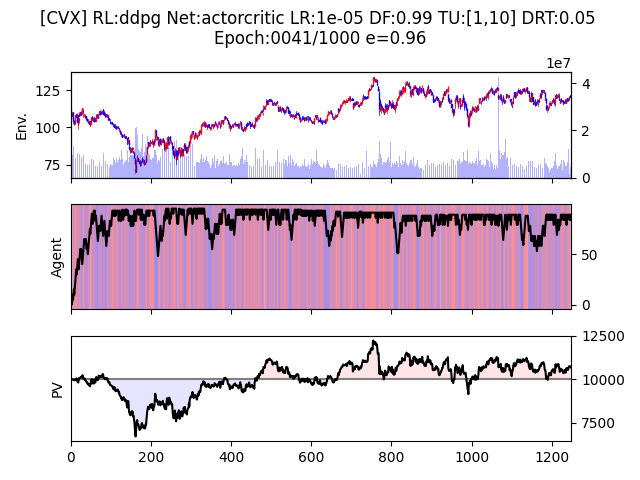 [CVX] RL:ddpg Net:actorcritic LR:1e-05 DF:0.99 TU:[1,10] DRT:0.05
Epoch:0041/1000 e=0.96
1e7
125
100
75
Env.
4
2
0
Agent
50
0
PV
12500
10000
7500
0 200 400 600 800 1000 1200